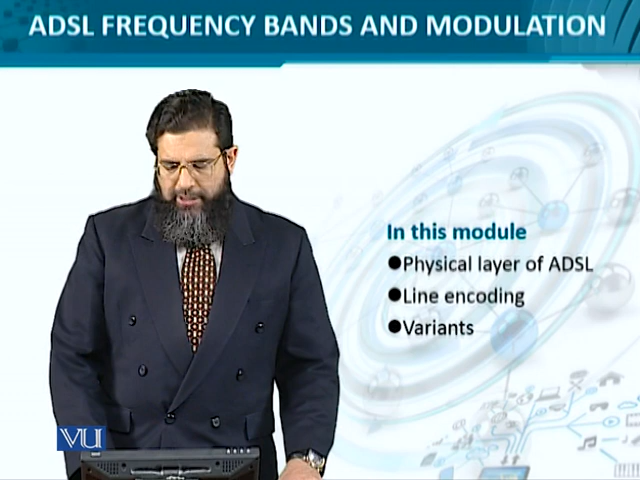 ADSL FREQUENCY BANDS AND MODULATION
In this module
●Physical layer of ADSL
●Line encoding
●Variants
VU